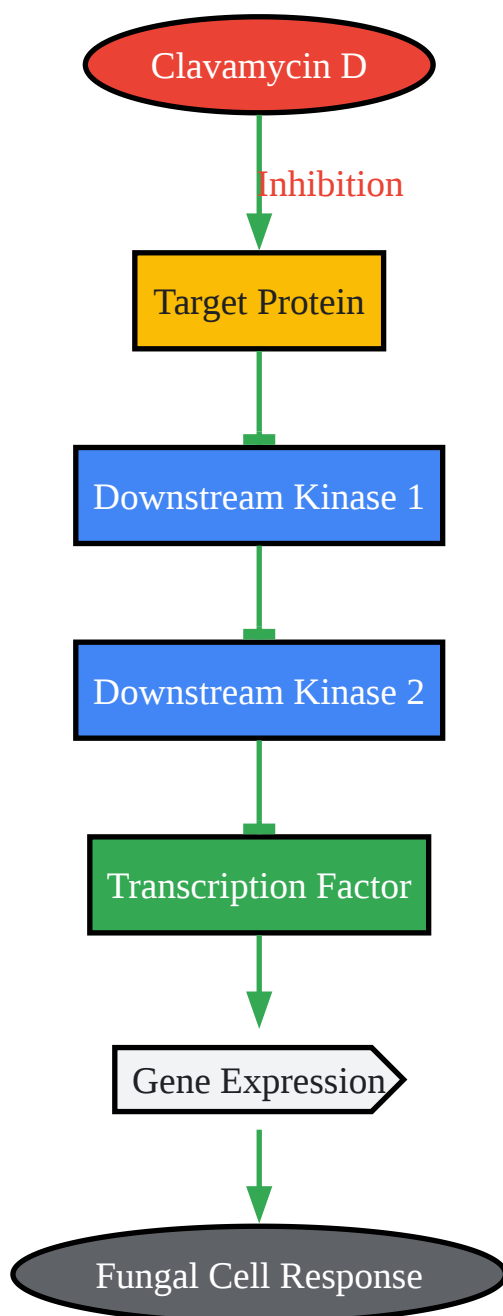 Clavamycin D
Inhibition
Target Protein
Downstream Kinase 1
Downstream Kinase 2
Transcription Factor
Gene Expression
Fungal Cell Response